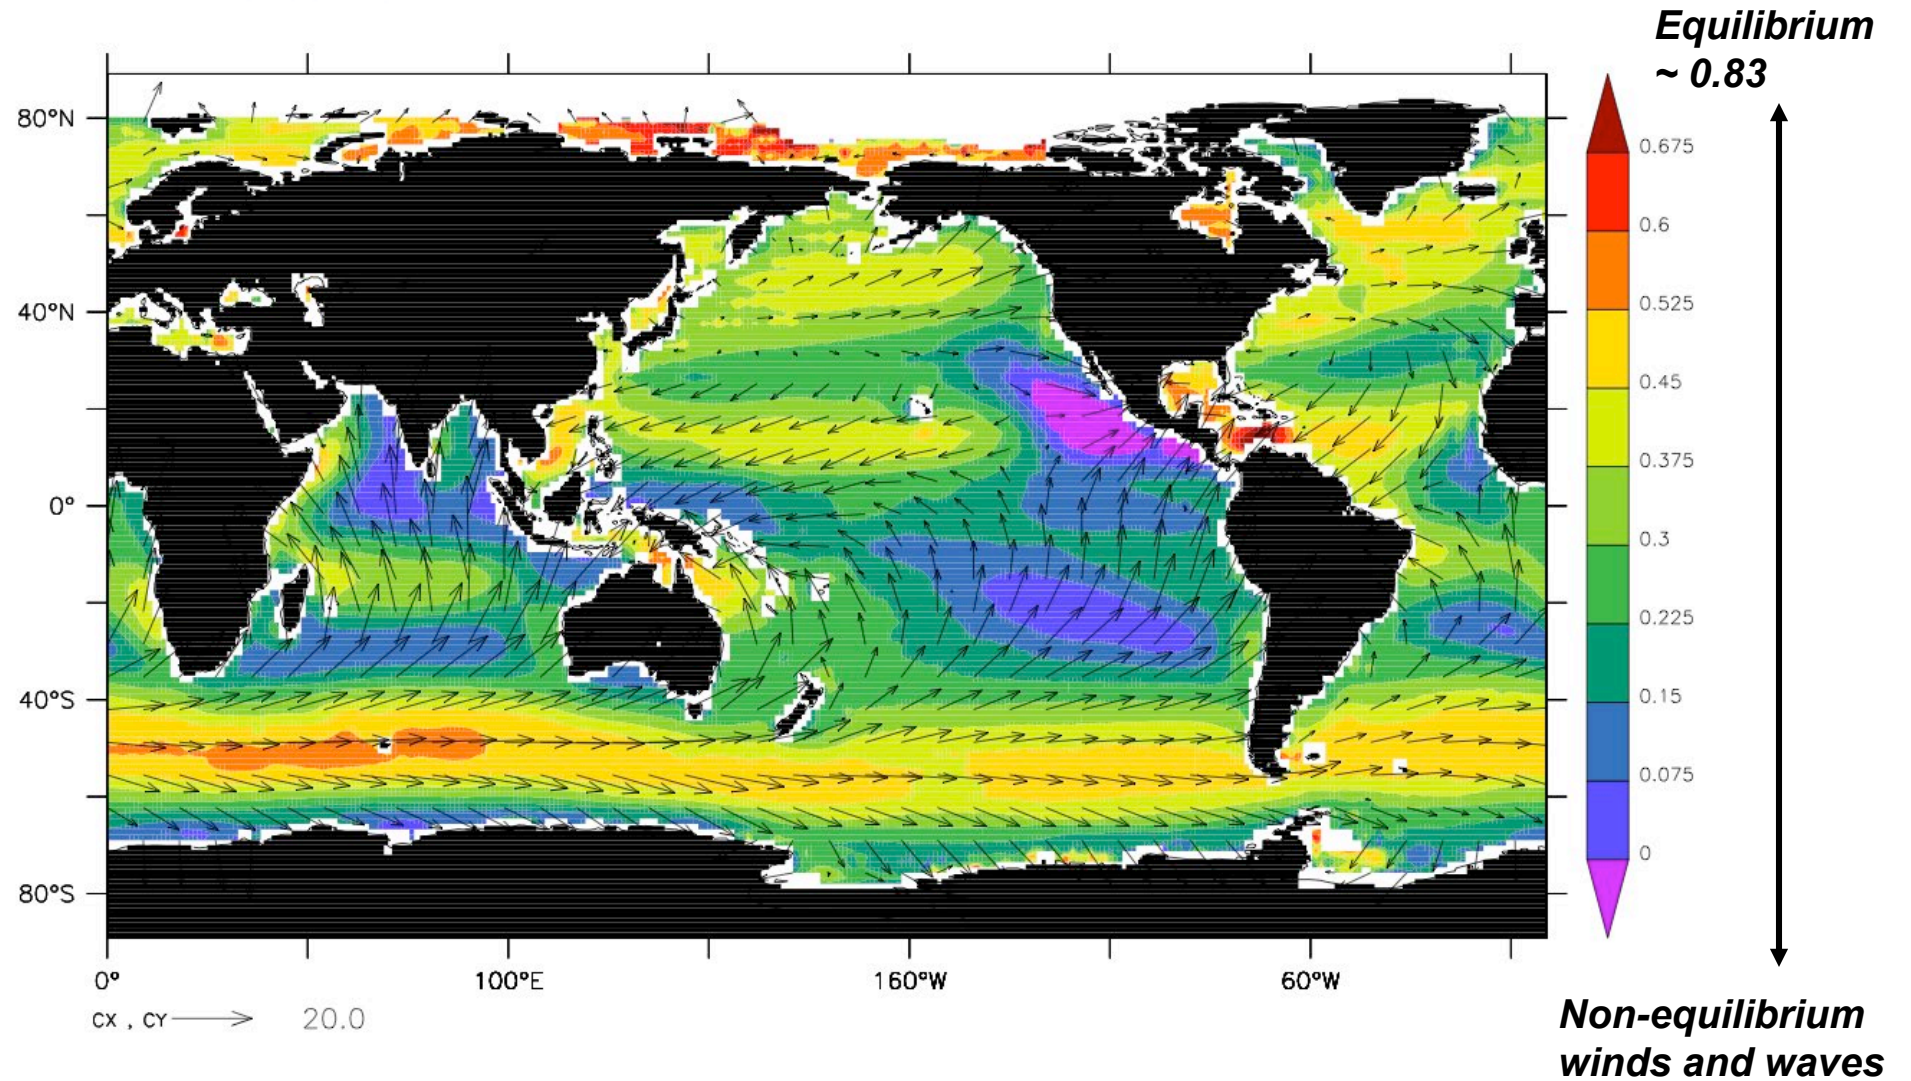 Equilibrium
~ 0.83
80°N
40°N
0°
40°S
80°S
0°
100°E
160°W
60°W
CX , CY
20.0
0.675
0.6
0.525
0.45
0.375
0.3
0.225
0.15
0.075
0
Non-equilibrium
winds and waves